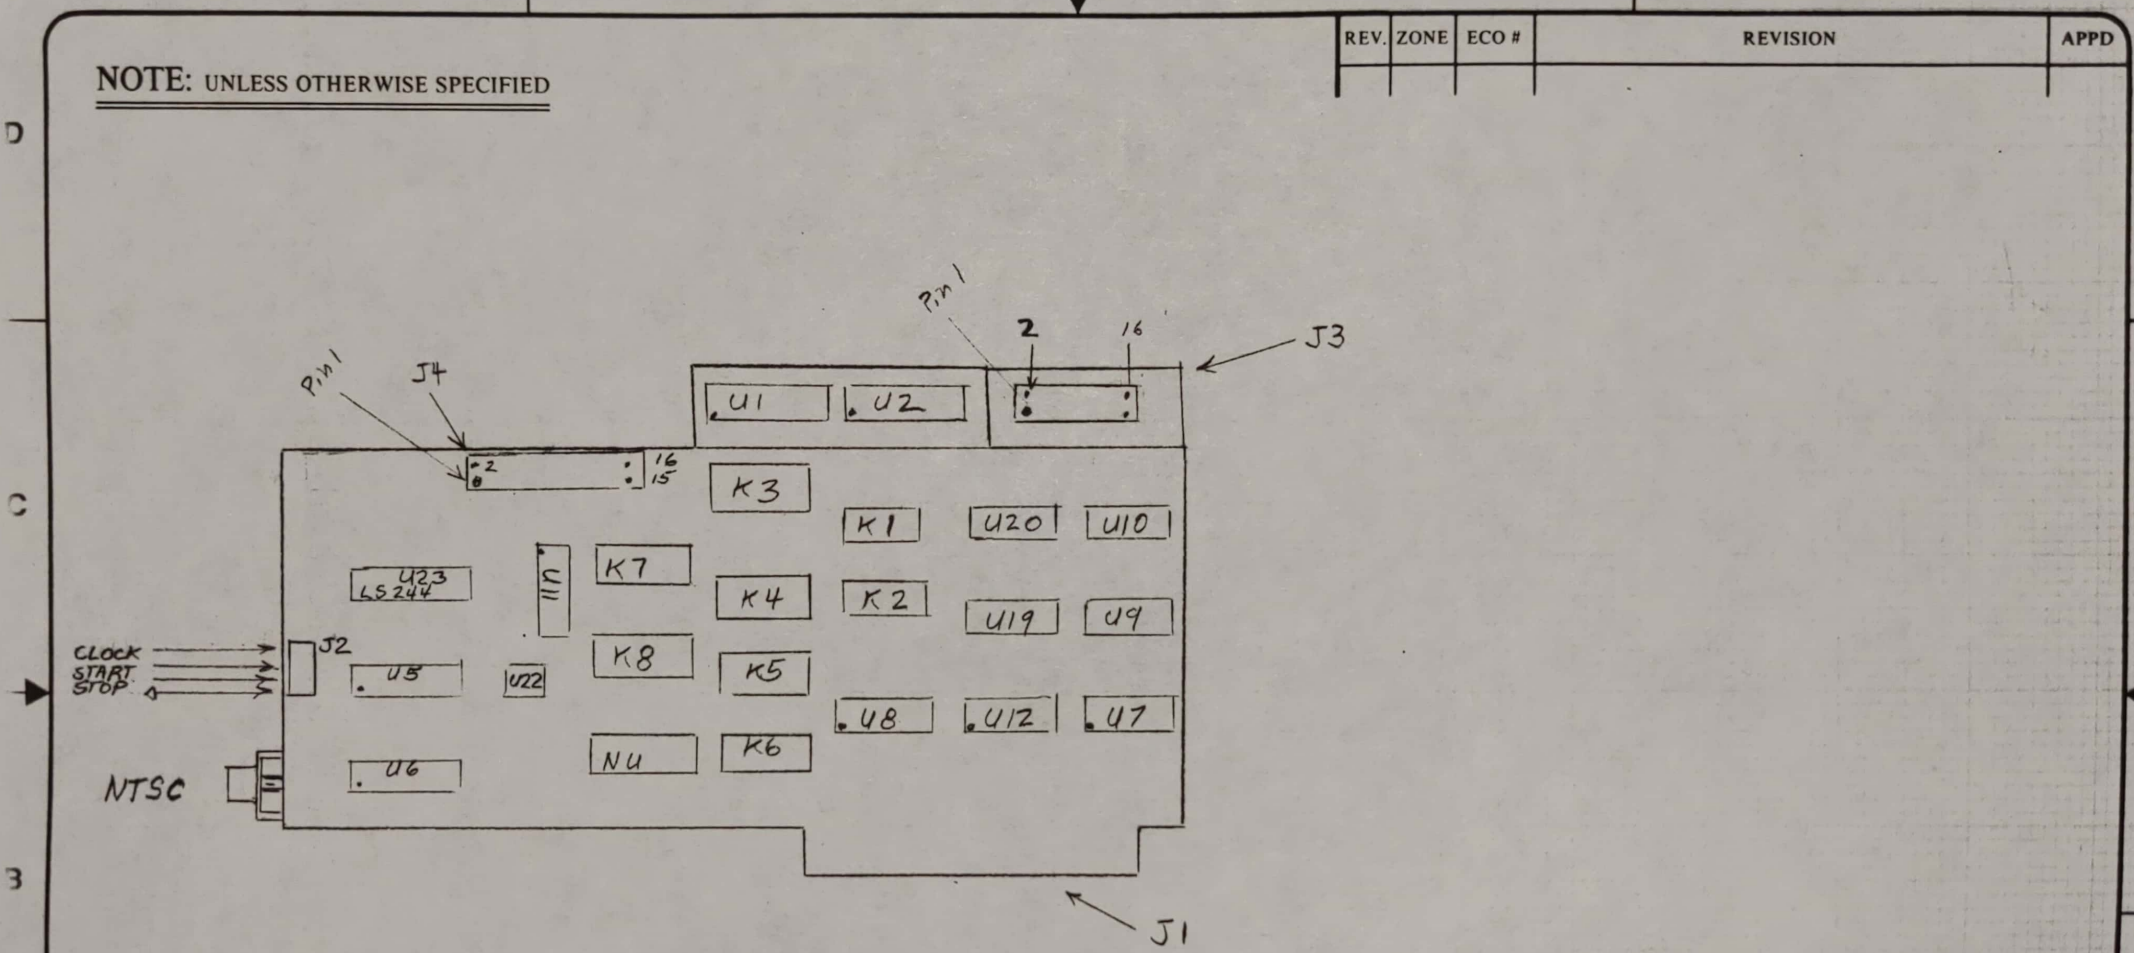 REV. ZONE ECO # REVISION APPD
NOTE: UNLESS OTHERWISE SPECIFIED
D
Pin 1
2 16
J3
Pin 1 J4
U1 U2
2 16
15
K3
C
K1 U20 U10
U11 K7
U23
LS244
K4 K2
U19 U9
J2
CLOCK
START
STOP
K8 K5
U5 U22
U8 U12 U7
K6
NU
U6
NTSC
B
J1